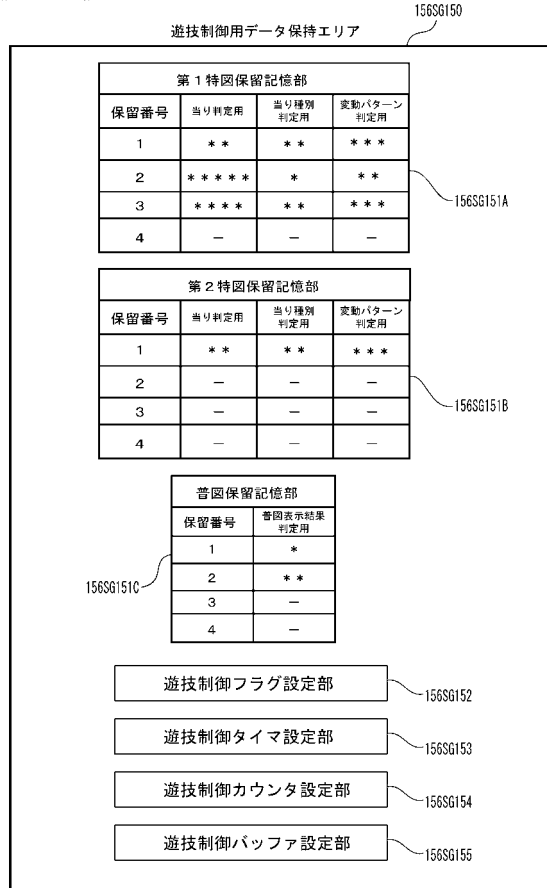 156SG150
遊技制御用データ保持エリア
第1特図保留記憶部
保留番号 当り判定用 当り種別判定用 変動パターン判定用
1 ** ** ***
2 ***** * **
3 **** ** ***
4 － － －
156SG151A
第2特図保留記憶部
保留番号 当り判定用 当り種別判定用 変動パターン判定用
1 ** ** ***
2 － － －
3 － － －
4 － － －
156SG151B
普図保留記憶部
保留番号 普図表示結果判定用
1 *
2 **
3 －
4 －
156SG151C
遊技制御フラグ設定部
156SG152
遊技制御タイマ設定部
156SG153
遊技制御カウンタ設定部
156SG154
遊技制御バッファ設定部
156SG155